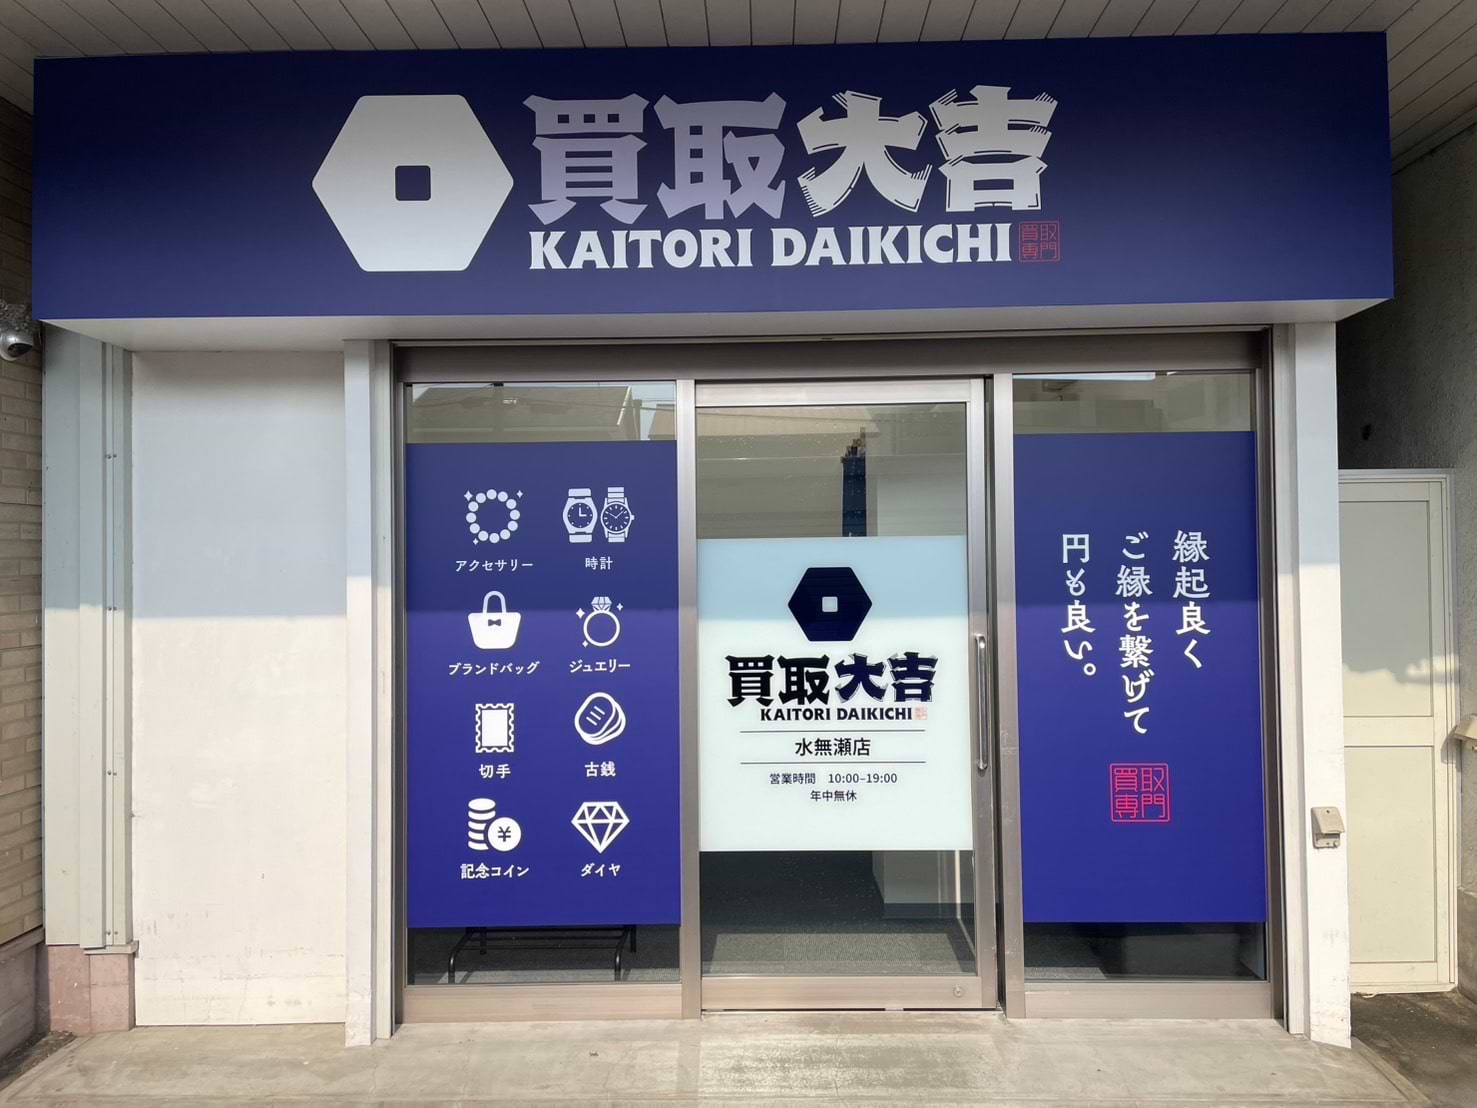 買取大吉
KAITORI DAIKICHI
買取
専門
アクセサリー
時計
ブランドバッグ
ジュエリー
切手
古銭
記念コイン
¥
ダイヤ
買取大吉
KAITORI DAIKICHI
買取
専門
水無瀬店
営業時間 10:00–19:00
年中無休
縁起良く
ご縁を繋げて
円も良い。
買取
専門